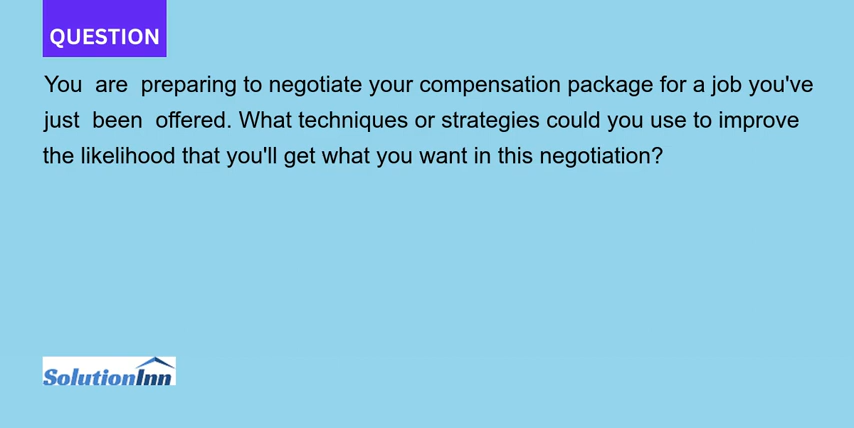 QUESTION
You are preparing to negotiate your compensation package for a job you've
just been offered. What techniques or strategies could you use to improve
the likelihood that you'll get what you want in this negotiation?
SolutionInn